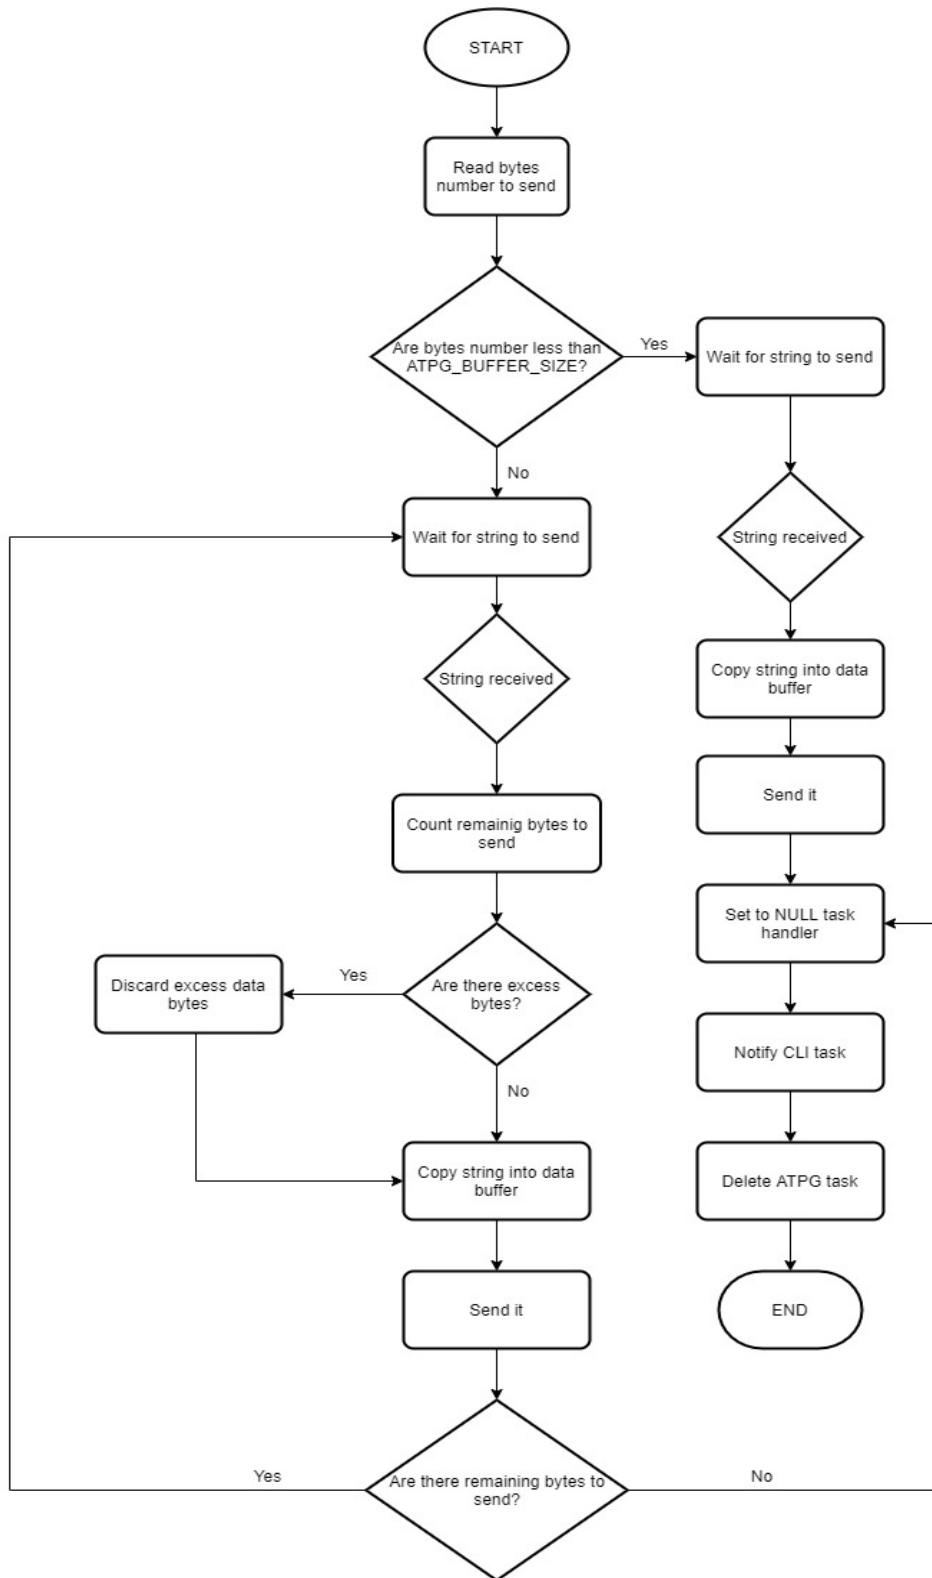 START
Read bytes
number to send
Are bytes number less than
ATPG_BUFFER_SIZE?
Yes
Wait for string to send
No
Wait for string to send
String received
String received
Copy string into data
buffer
Send it
Count remainig bytes to
send
Set to NULL task
handler
Are there excess
bytes?
Yes
Discard excess data
bytes
No
Notify CLI task
Copy string into data
buffer
Delete ATPG task
Send it
END
Are there remaining bytes to
send?
Yes
No